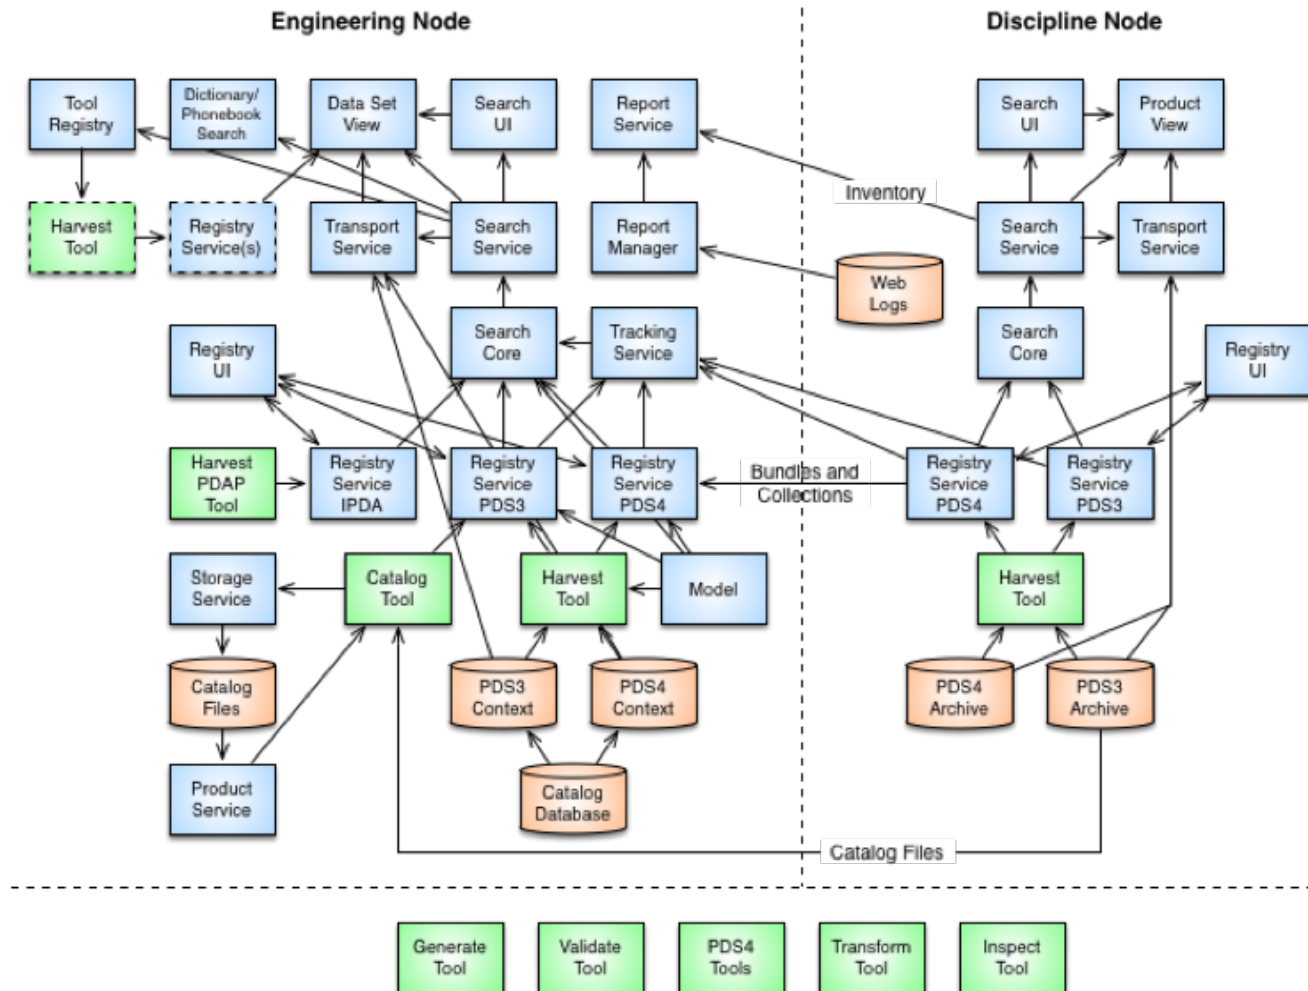 Engineering Node
Discipline Node
Tool
Registry
Dictionary/
Phonebook
Search
Data Set
View
Search
UI
Report
Service
Search
UI
Product
View
Inventory
Harvest
Tool
Registry
Service(s)
Transport
Service
Search
Service
Report
Manager
Search
Service
Transport
Service
Web
Logs
Registry
UI
Search
Core
Tracking
Service
Search
Core
Registry
UI
Harvest
PDAP
Tool
Registry
Service
IPDA
Registry
Service
PDS3
Registry
Service
PDS4
Bundles and
Collections
Registry
Service
PDS4
Registry
Service
PDS3
Storage
Service
Catalog
Tool
Harvest
Tool
Model
Harvest
Tool
Catalog
Files
PDS3
Context
PDS4
Context
PDS4
Archive
PDS3
Archive
Product
Service
Catalog
Database
Catalog Files
Generate
Tool
Validate
Tool
PDS4
Tools
Transform
Tool
Inspect
Tool